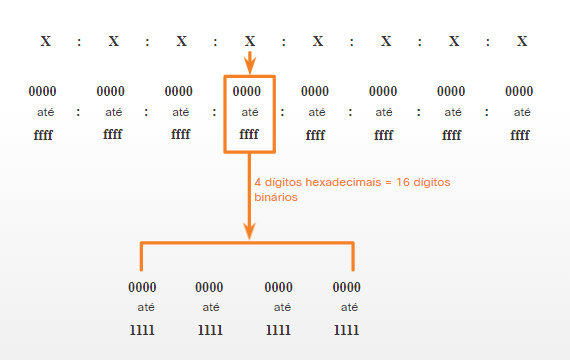 X : X : X : X : X : X : X : X
0000 0000 0000 0000 0000 0000 0000 0000
até : até : até : até : até : até : até : até
ffff ffff ffff ffff ffff ffff ffff ffff
4 dígitos hexadecimais = 16 dígitos
binários
0000 0000 0000 0000
até até até até
1111 1111 1111 1111